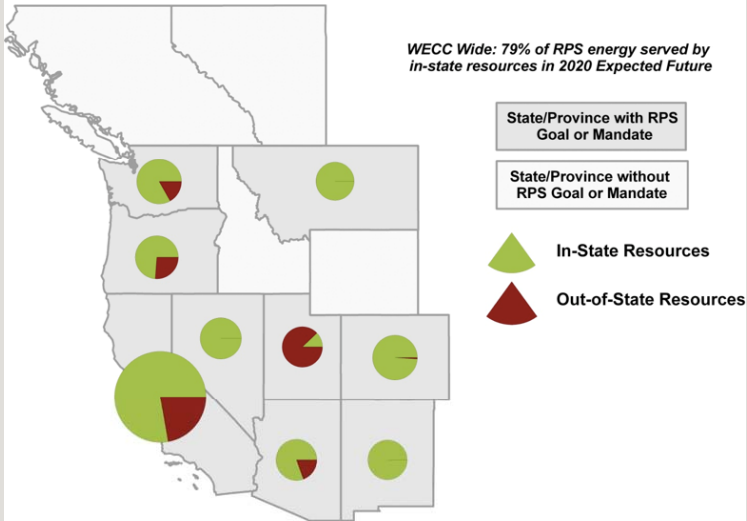 WECC Wide: 79% of RPS energy served by
in-state resources in 2020 Expected Future
State/Province with RPS
Goal or Mandate
State/Province without
RPS Goal or Mandate
In-State Resources
Out-of-State Resources